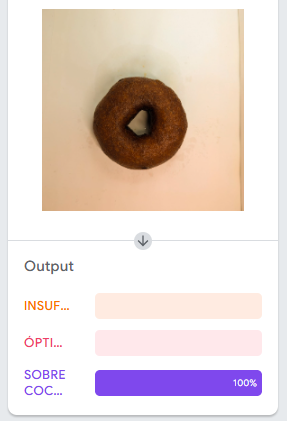 Output
INSUF...
ÓPTI...
SOBRE
COC...
100%